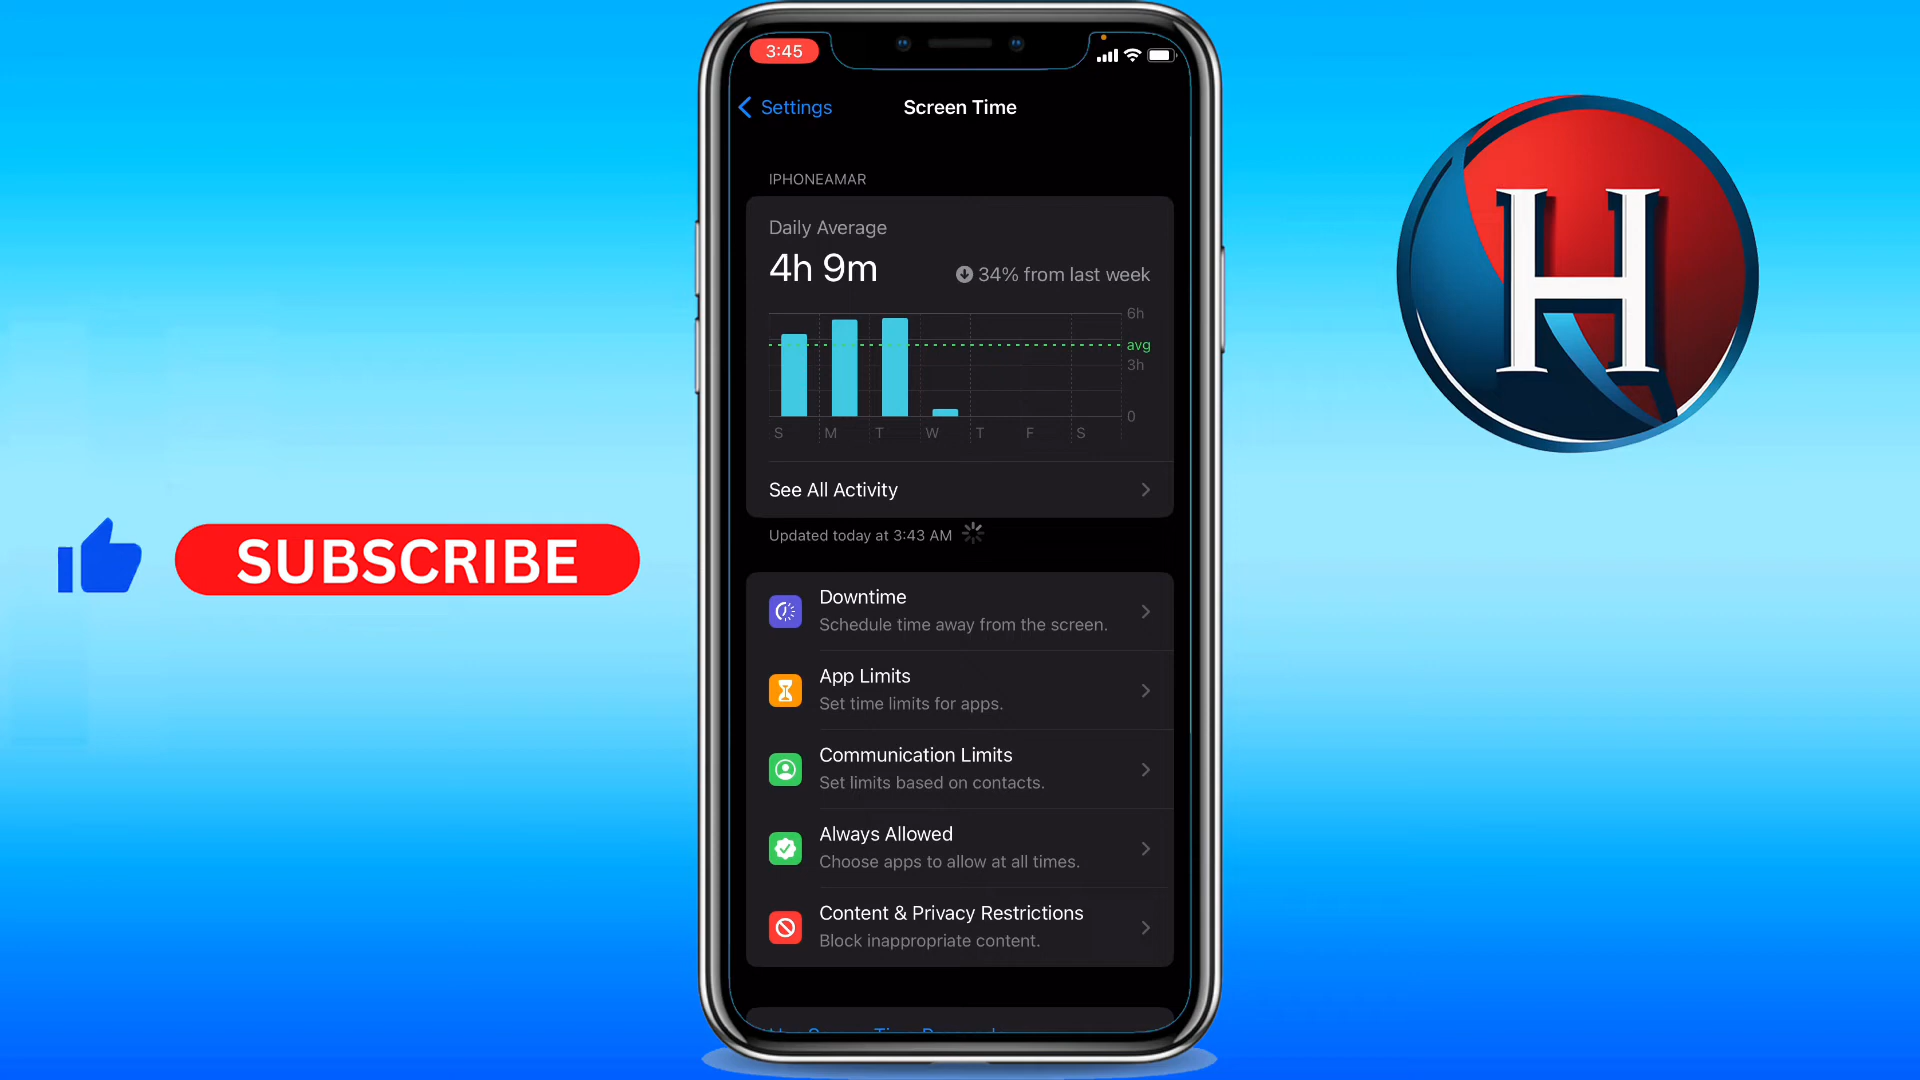 3:45
Settings
Screen Time
IPHONEAMAR
Daily Average
4h 9m
34% from last week
6h
avg
3h
0
S M T W T F S
See All Activity
Updated today at 3:43 AM
Downtime
Schedule time away from the screen.
App Limits
Set time limits for apps.
Communication Limits
Set limits based on contacts.
Always Allowed
Choose apps to allow at all times.
Content & Privacy Restrictions
Block inappropriate content.
SUBSCRIBE
H